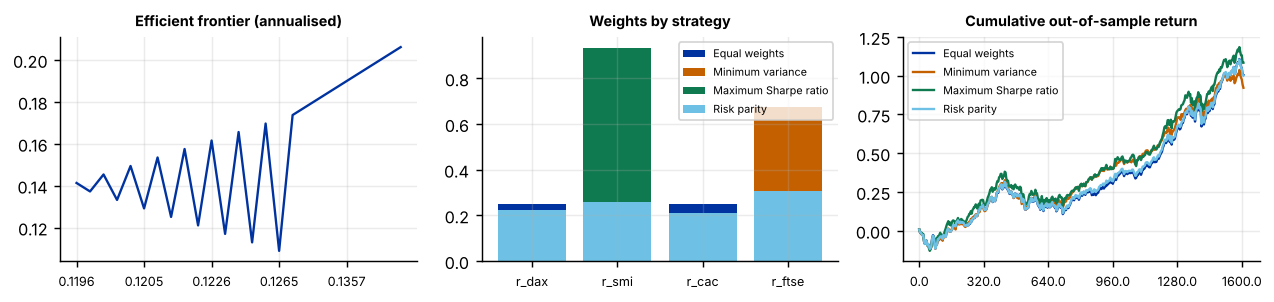 Efficient frontier (annualised)
0.20
0.18
0.16
0.14
0.12
0.1196
0.1205
0.1226
0.1265
0.1357
Weights by strategy
0.8
0.6
0.4
0.2
0.0
Equal weights
Minimum variance
Maximum Sharpe ratio
Risk parity
r_dax
r_smi
r_cac
r_ftse
Cumulative out-of-sample return
1.25
1.00
0.75
0.50
0.25
0.00
Equal weights
Minimum variance
Maximum Sharpe ratio
Risk parity
0.0
320.0
640.0
960.0
1280.0
1600.0